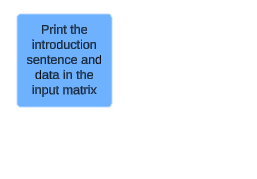 Print the
introduction
sentence and
data in the
input matrix